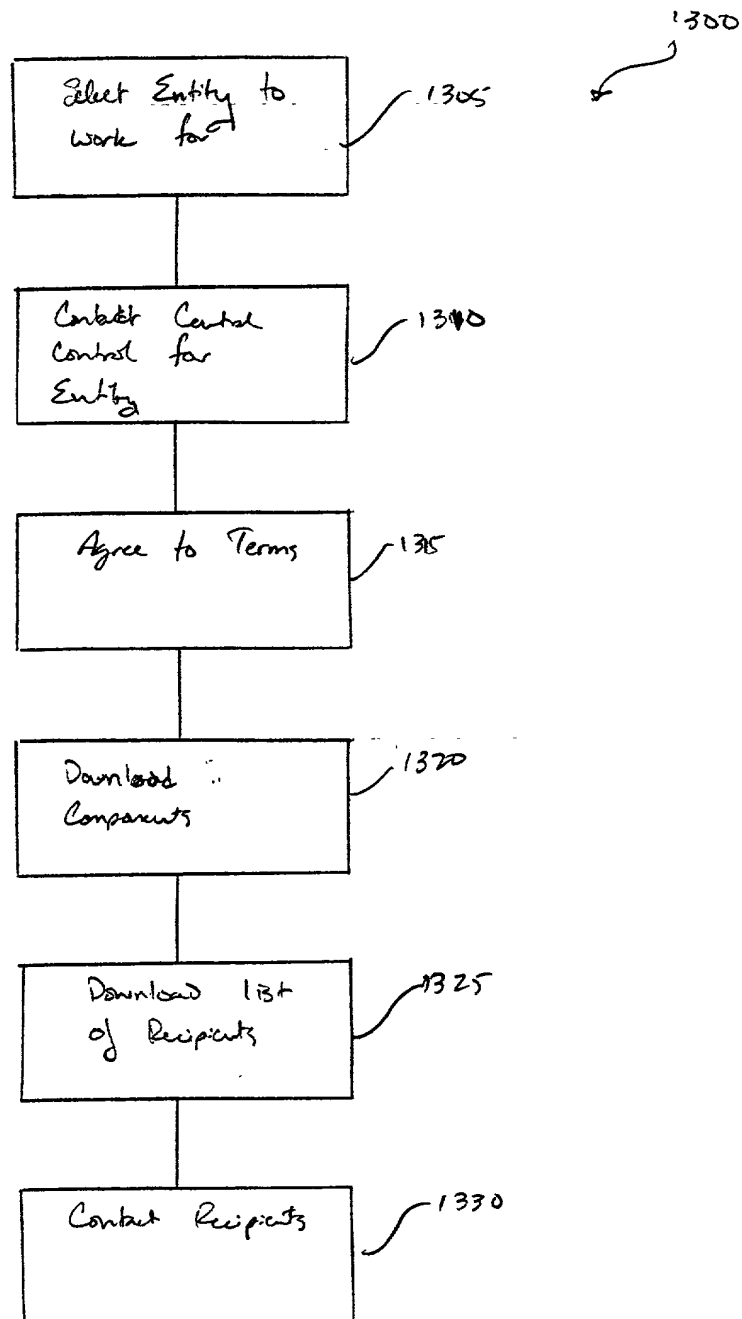 1300
Select Entity to
work for
1305
Contact Central
Control for
Entity
1310
Agree to Terms
1315
Download
Components
1320
Download list
of Recipients
1325
Contact Recipients
1330